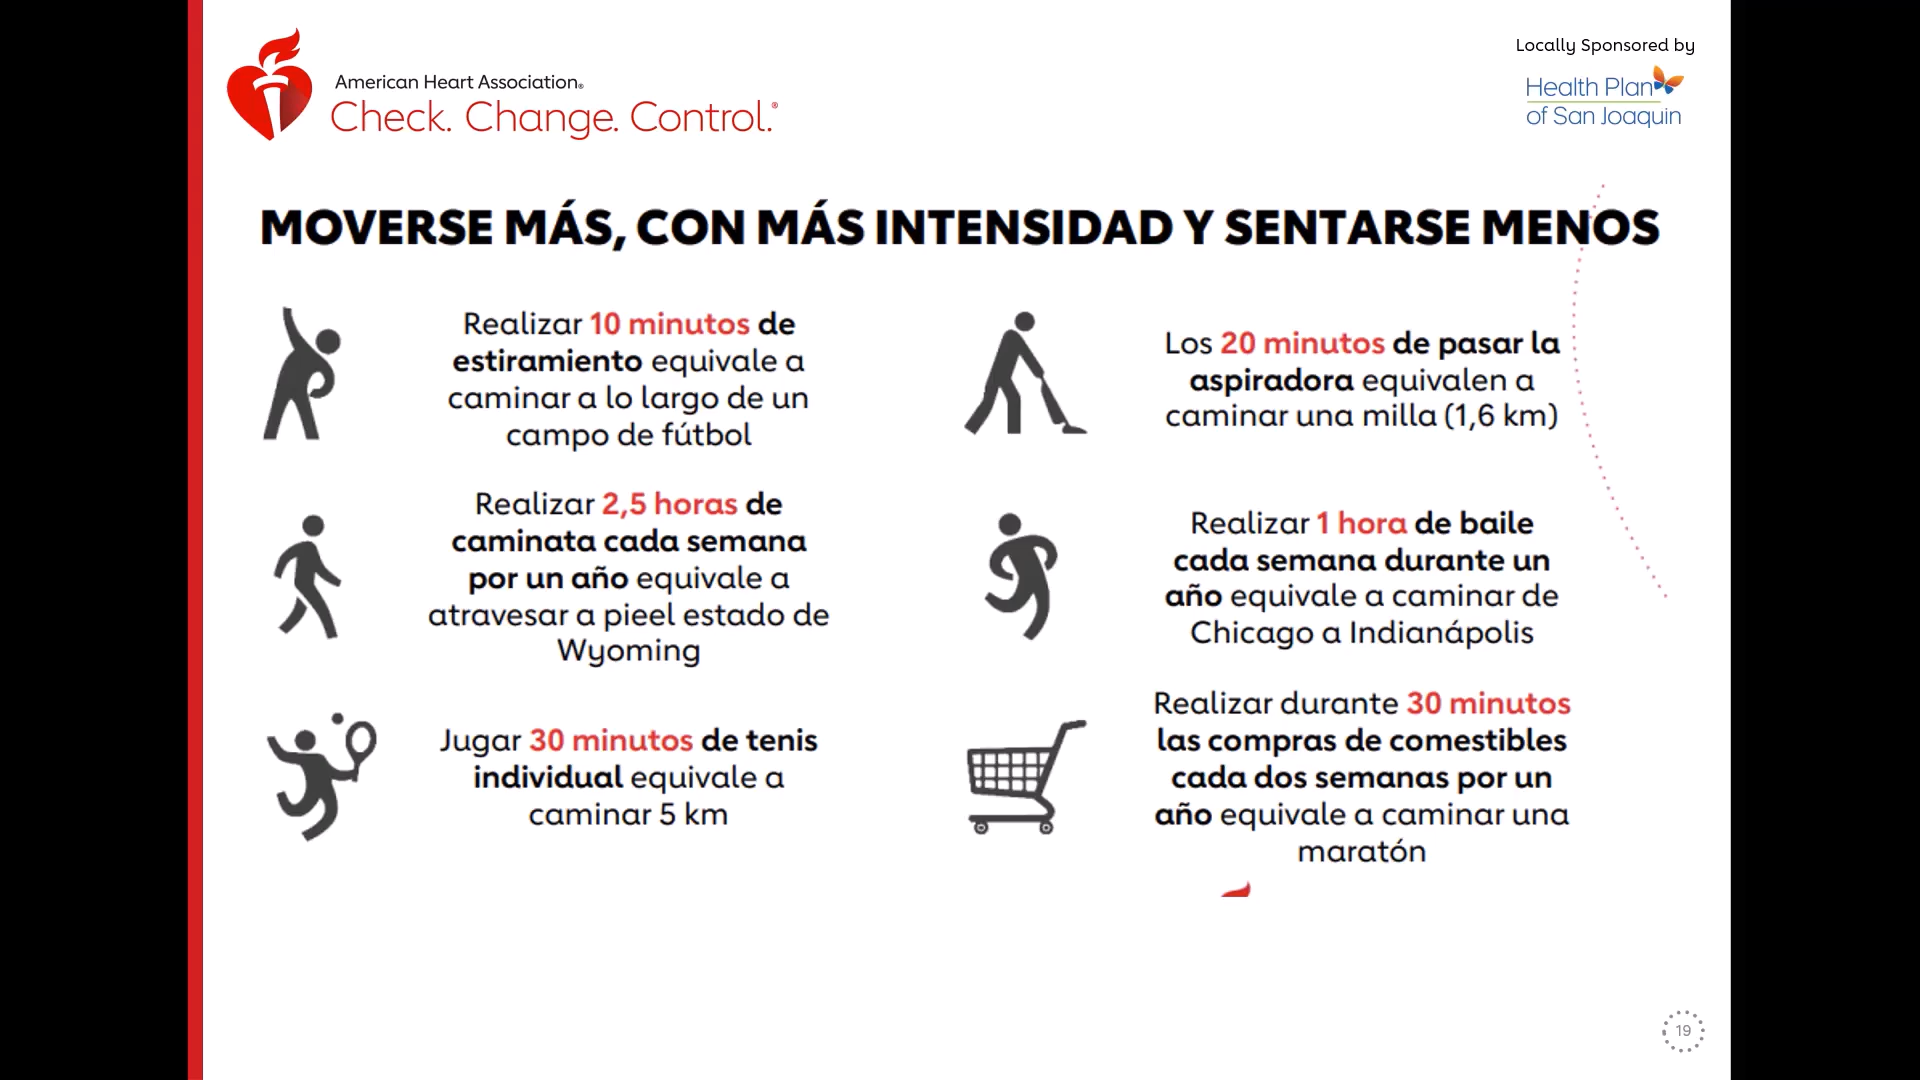 American Heart Association®
Check. Change. Control.®
Locally Sponsored by
Health Plan
of San Joaquin
MOVERSE MÁS, CON MÁS INTENSIDAD Y SENTARSE MENOS
Realizar 10 minutos de
estiramiento equivale a
caminar a lo largo de un
campo de fútbol
Los 20 minutos de pasar la
aspiradora equivalen a
caminar una milla (1,6 km)
Realizar 2,5 horas de
caminata cada semana
por un año equivale a
atravesar a pieel estado de
Wyoming
Realizar 1 hora de baile
cada semana durante un
año equivale a caminar de
Chicago a Indianápolis
Jugar 30 minutos de tenis
individual equivale a
caminar 5 km
Realizar durante 30 minutos
las compras de comestibles
cada dos semanas por un
año equivale a caminar una
maratón
19